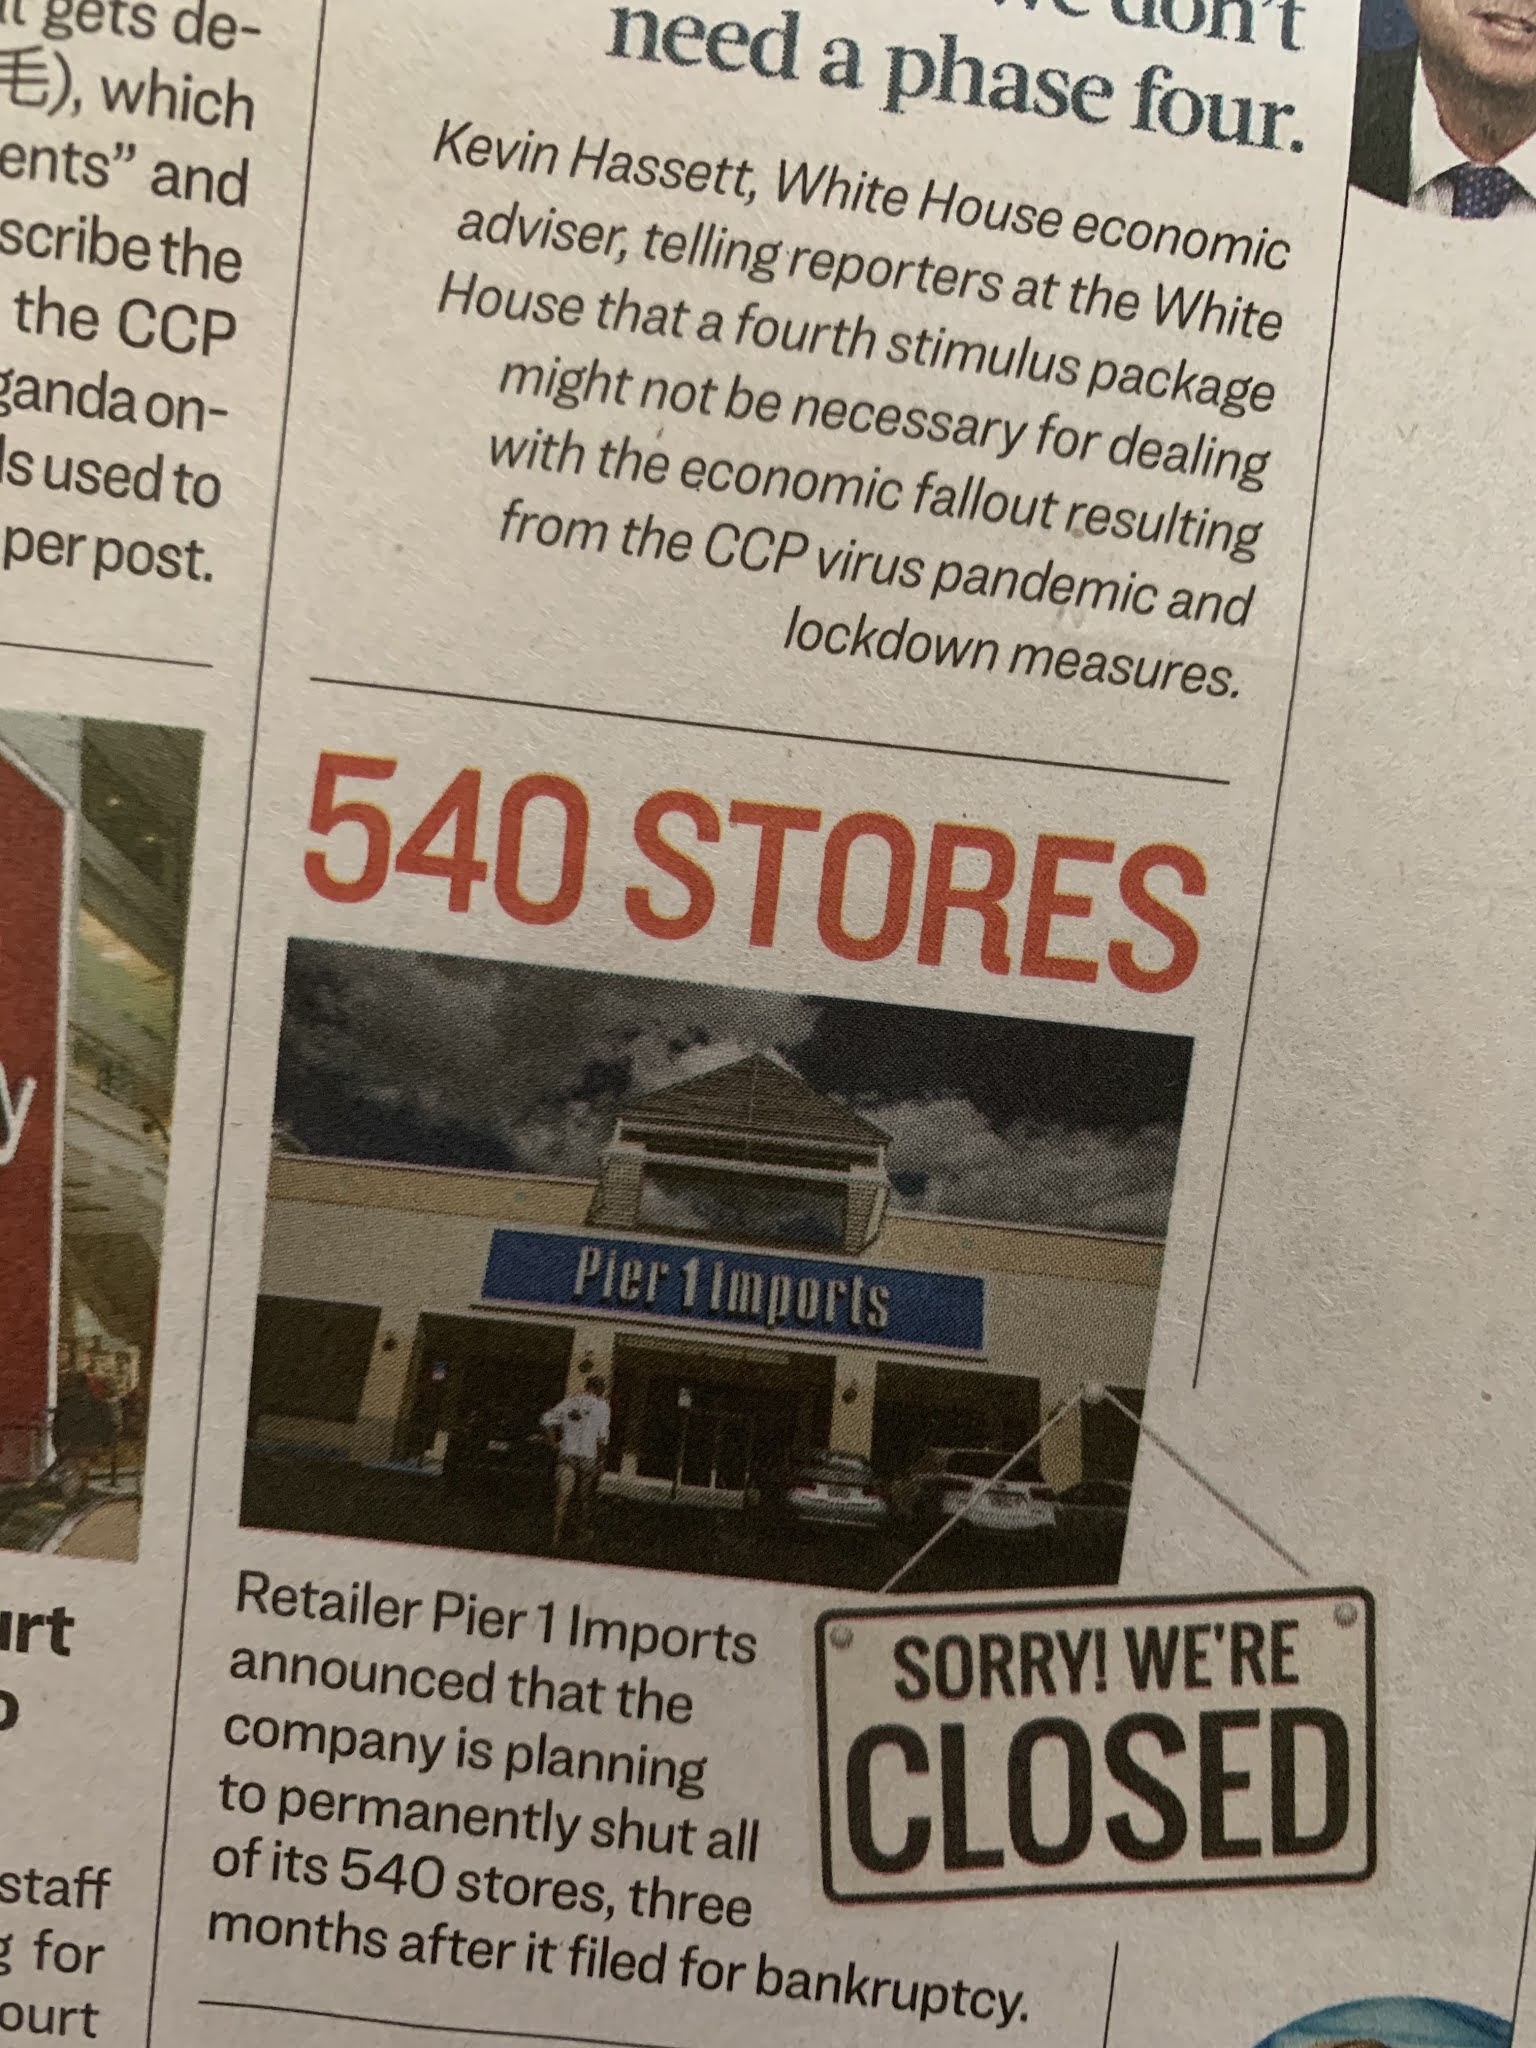 gets de-
毛), which
ents” and
scribe the
the CCP
ganda on-
ls used to
per post.
don't
need a phase four.
Kevin Hassett, White House economic
adviser, telling reporters at the White
House that a fourth stimulus package
might not be necessary for dealing
with the economic fallout resulting
from the CCP virus pandemic and
lockdown measures.
540 STORES
Pier 1 imports
Retailer Pier 1 Imports
announced that the
company is planning
to permanently shut all
of its 540 stores, three
months after it filed for bankruptcy.
SORRY! WE'RE
CLOSED
y
urt
staff
for
ourt